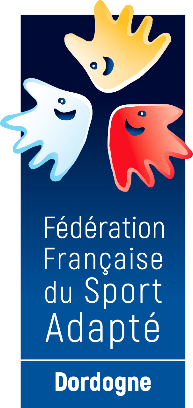 Fédération
Française
du Sport
Adapté
Dordogne